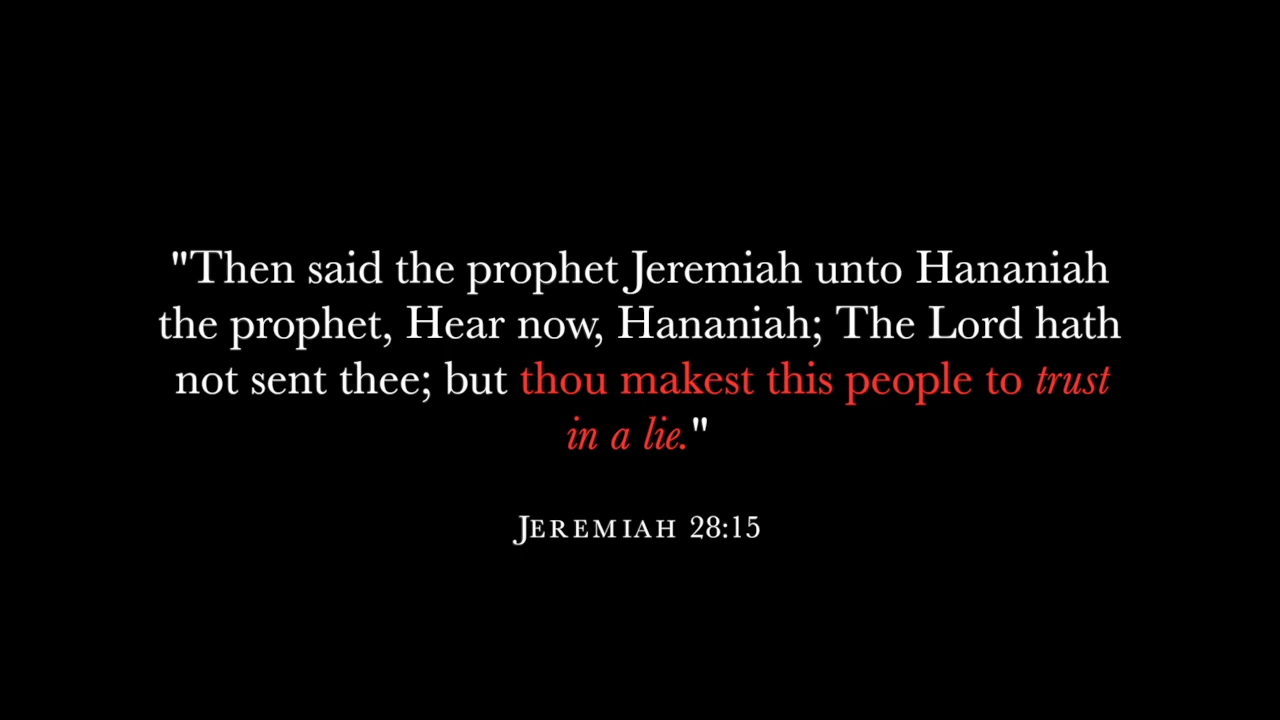 "Then said the prophet Jeremiah unto Hananiah
the prophet, Hear now, Hananiah; The Lord hath
not sent thee; but thou makest this people to trust
in a lie."
Jeremiah 28:15